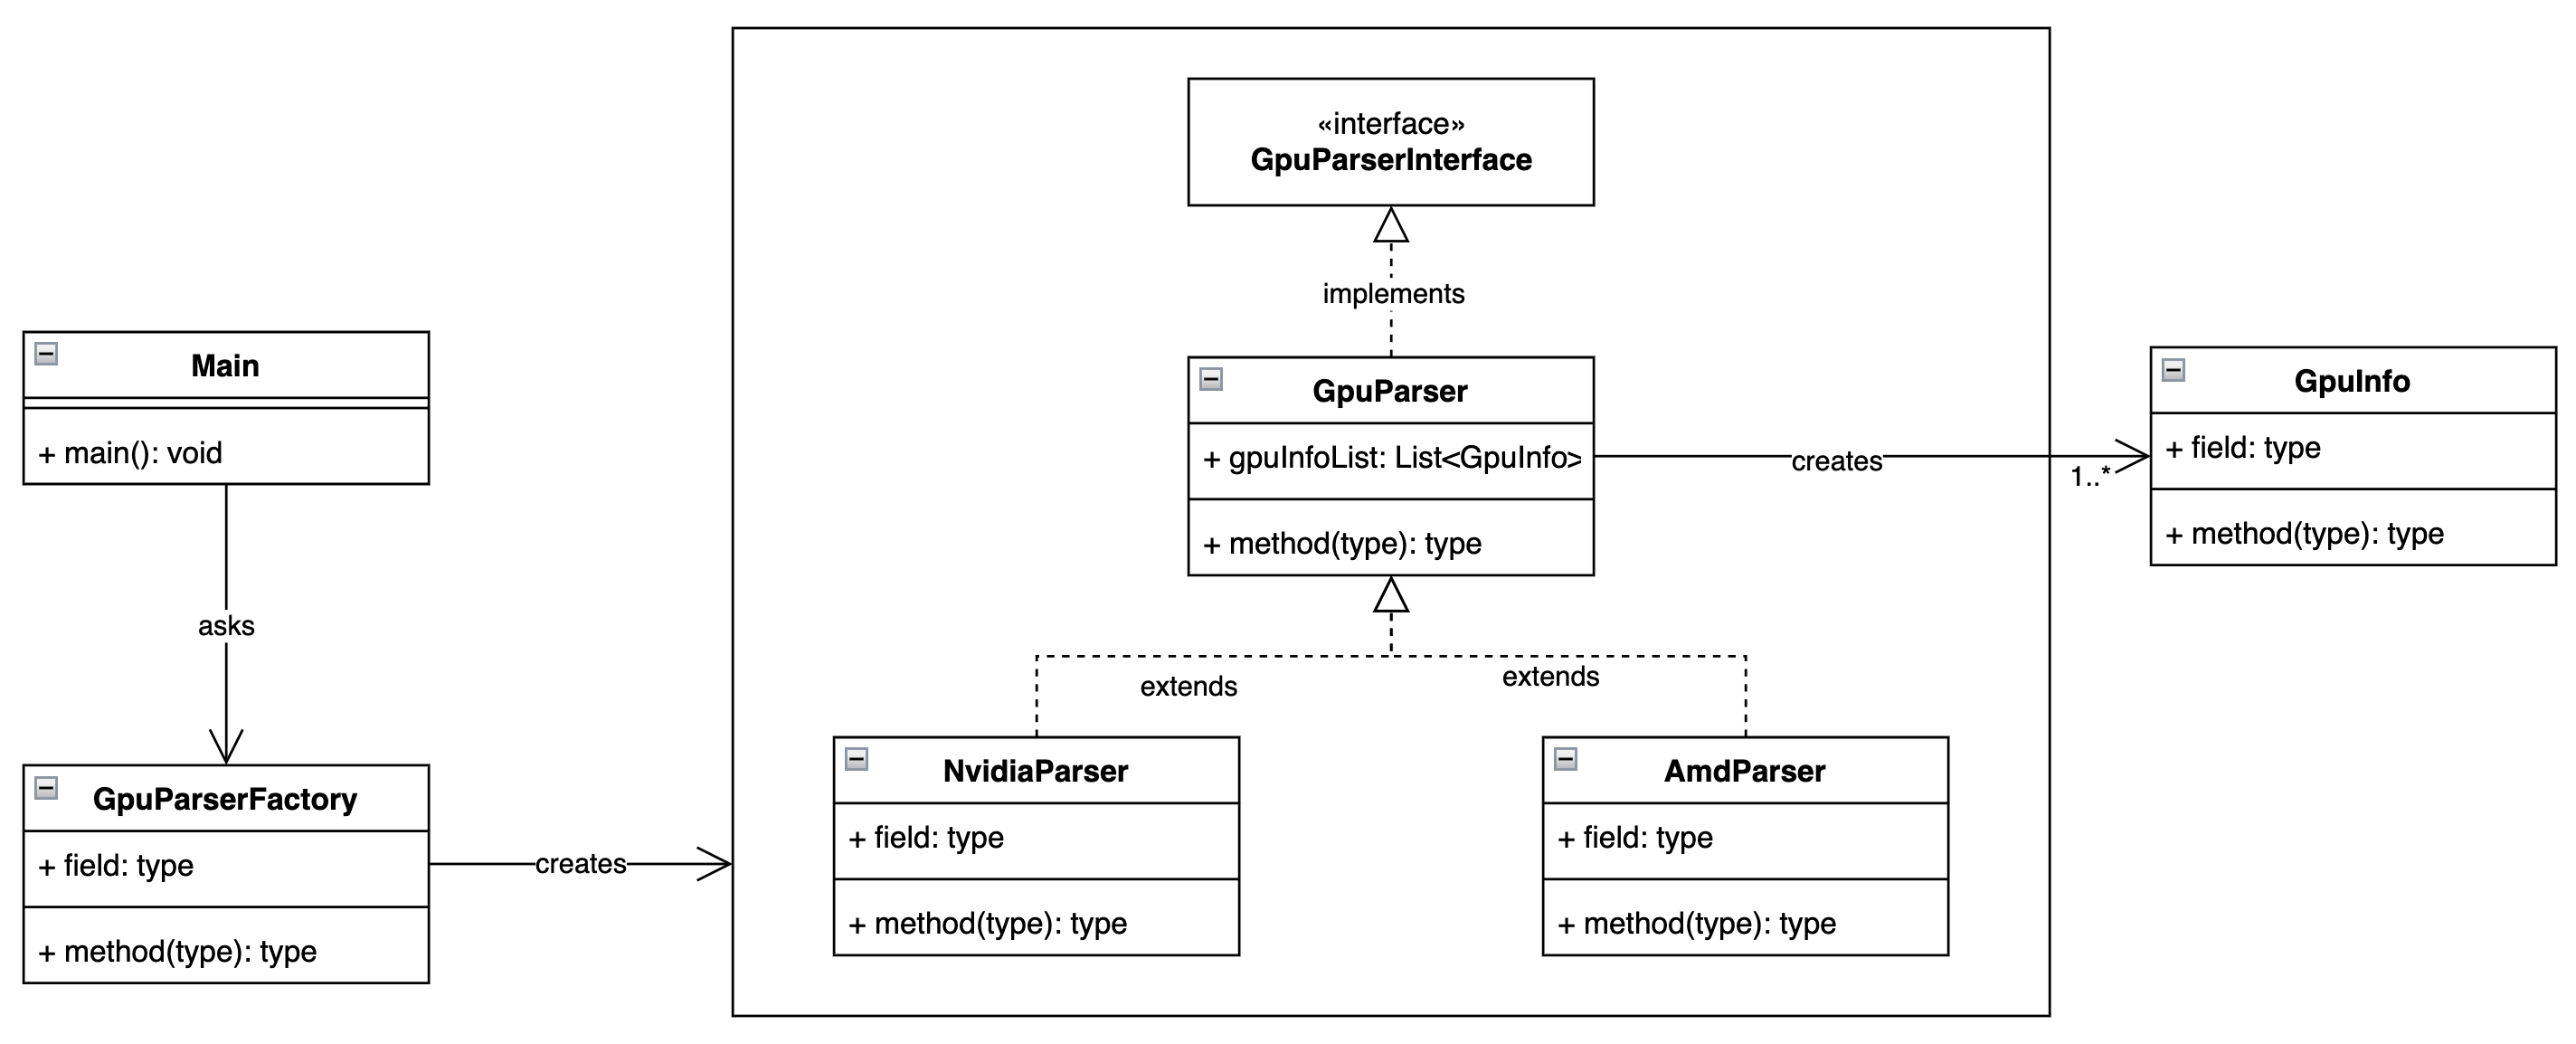 «interface»
GpuParserInterface
implements
Main
+ main(): void
asks
GpuParserFactory
+ field: type
+ method(type): type
creates
GpuParser
+ gpuInfoList: List<GpuInfo>
+ method(type): type
creates
1..*
GpuInfo
+ field: type
+ method(type): type
extends
extends
NvidiaParser
+ field: type
+ method(type): type
AmdParser
+ field: type
+ method(type): type